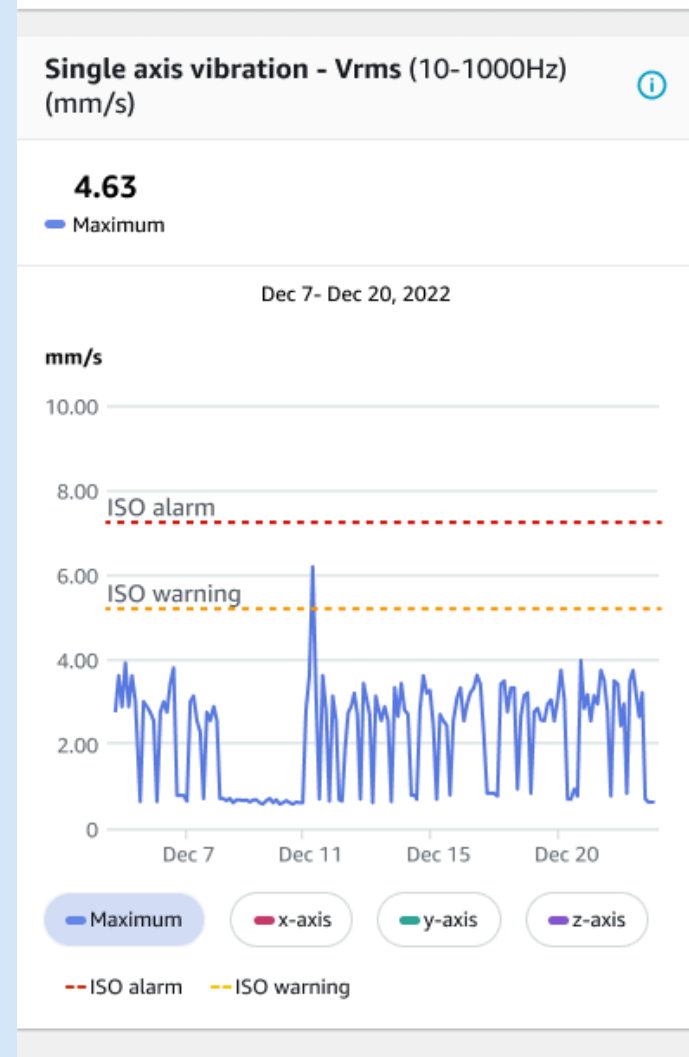 Single axis vibration - Vrms (10-1000Hz)
(mm/s)
4.63
Maximum
Dec 7- Dec 20, 2022
mm/s
10.00
8.00
ISO alarm
6.00
ISO warning
4.00
2.00
0
Dec 7 Dec 11 Dec 15 Dec 20
Maximum x-axis y-axis z-axis
ISO alarm ISO warning